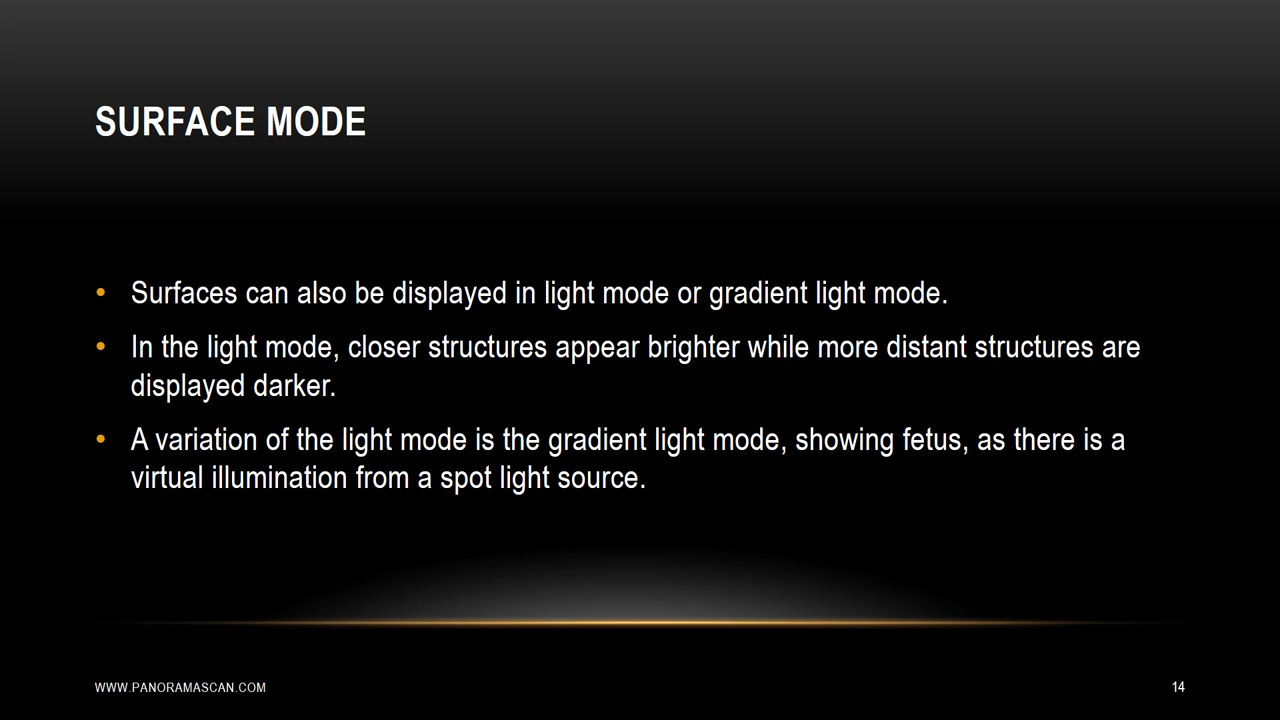 SURFACE MODE
• Surfaces can also be displayed in light mode or gradient light mode.
• In the light mode, closer structures appear brighter while more distant structures are
displayed darker.
• A variation of the light mode is the gradient light mode, showing fetus, as there is a
virtual illumination from a spot light source.
WWW.PANORAMASCAN.COM
14